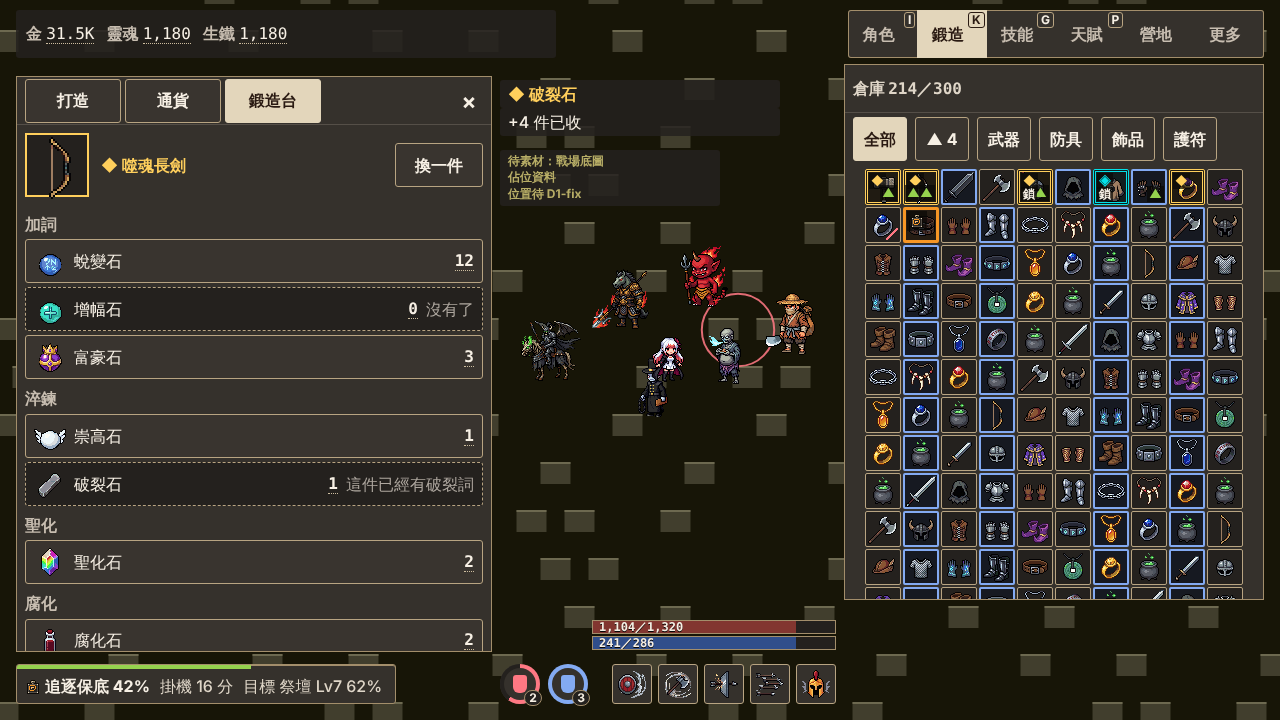 金 31.5K 靈魂 1,180 生鐵 1,180
角色 I
鍛造 K
技能 G
天賦 P
營地
更多
打造
通貨
鍛造台
×
◆ 噬魂長劍
換一件
加詞
蛻變石 12
增幅石 0 沒有了
富豪石 3
淬鍊
崇高石 1
破裂石 1 這件已經有破裂詞
聖化
聖化石 2
腐化
腐化石 2
◆ 破裂石
+4 件已收
待素材：戰場底圖
佔位資料
位置待 D1-fix
倉庫 214／300
全部
▲ 4
武器
防具
飾品
護符
鎖
鎖
1,104／1,320
241／286
追逐保底 42% 掛機 16 分 目標 祭壇 Lv7 62%
2
3